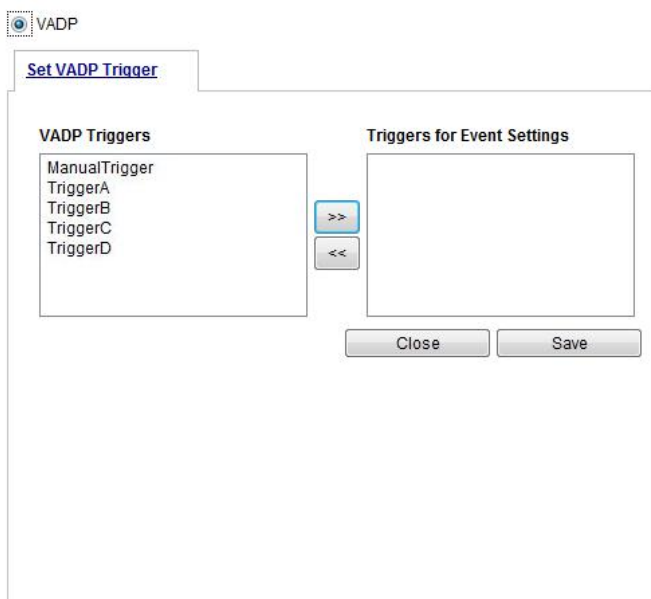 VADP
Set VADP Trigger
VADP Triggers
Triggers for Event Settings
ManualTrigger
TriggerA
TriggerB
TriggerC
TriggerD
>>
<<
Close
Save